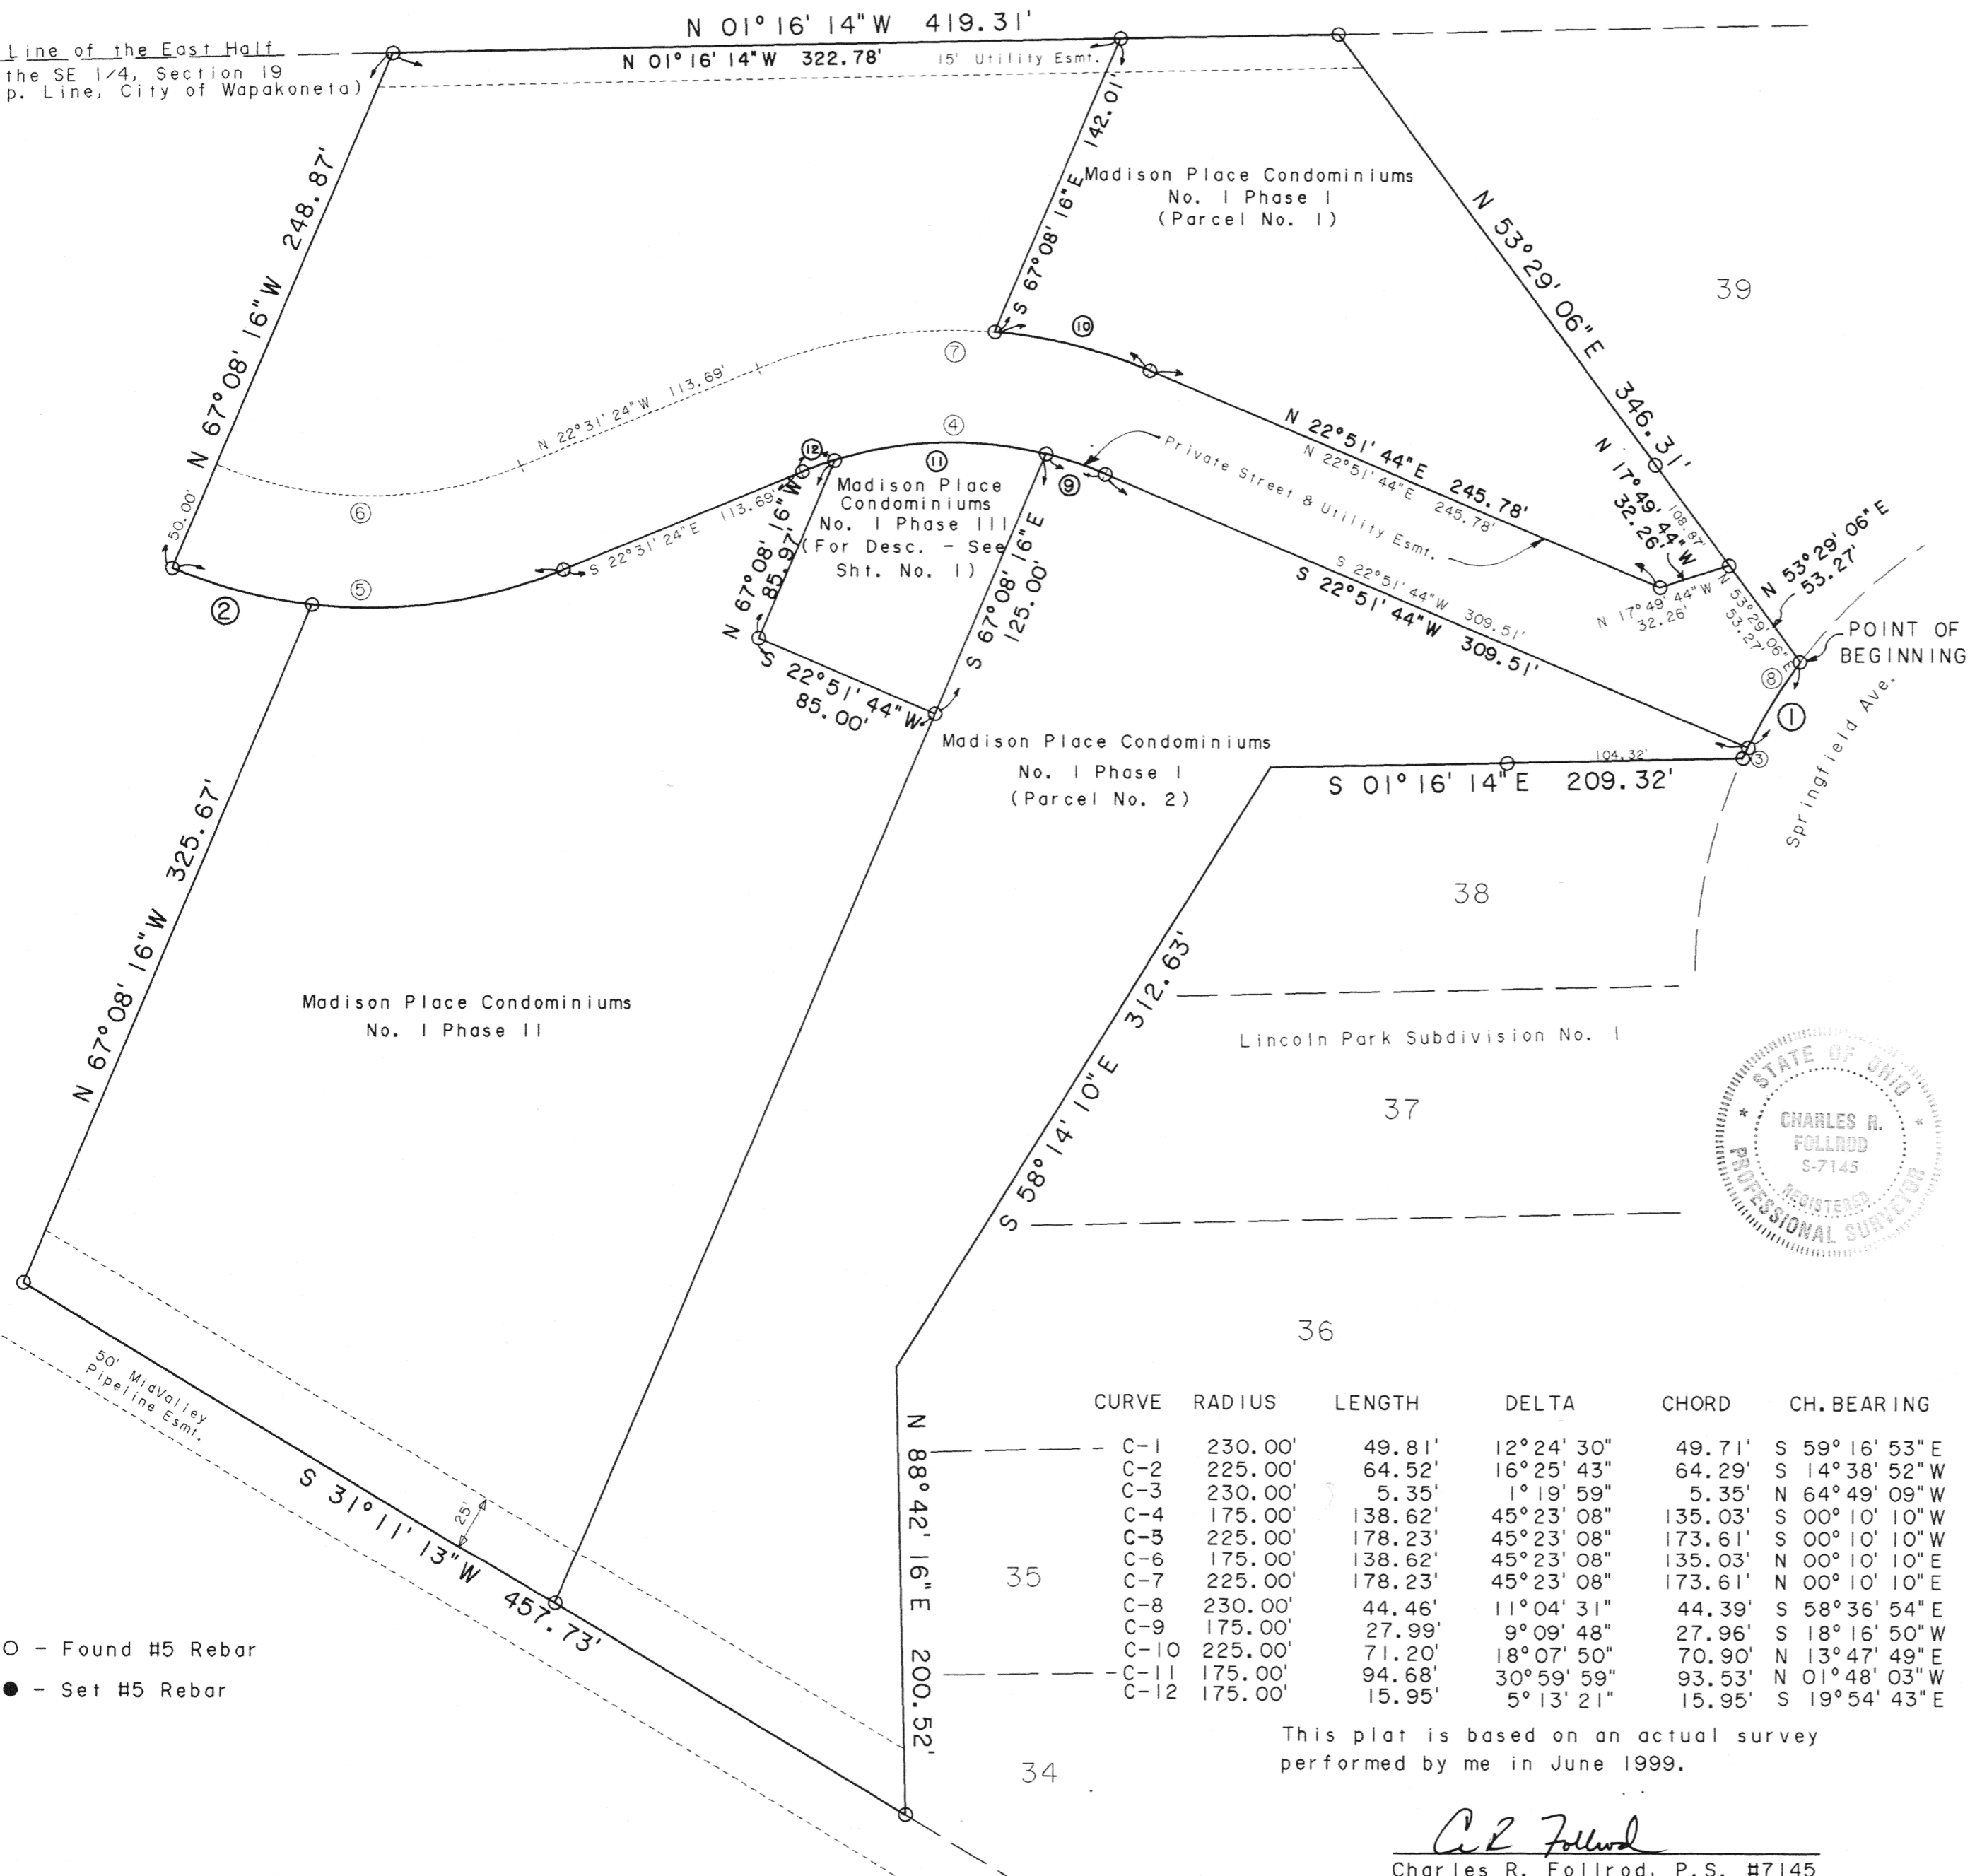 N 01° 16' 14" W 419.31'
Line of the East Half
the SE 1/4, Section 19
p. Line, City of Wapakoneta)
N 01° 16' 14" W 322.78'
15' Utility Esmt.
N 67° 08' 16" W 248.87'
S 67° 08' 16" E 142.01'
Madison Place Condominiums
No. 1 Phase 1
(Parcel No. 1)
N 53° 29' 06" E 346.31'
39
10
7
N 22° 31' 24" W 113.69'
4
12
11
9
N 22° 51' 44" E 245.78'
N 22° 51' 44" E 245.78'
Private Street & Utility Esmt.
N 17° 49' 44" W
32.26'
108.87'
N 53° 29' 06" E
53.27'
50.00'
6
5
2
S 22° 31' 24" E 113.69'
Madison Place
Condominiums
No. 1 Phase III
(For Desc. - See
Sht. No. 1)
N 67° 08' 16" W
85.97'
S 67° 08' 16" E
125.00'
S 22° 51' 44" W
85.00'
S 22° 51' 44" W 309.51'
S 22° 51' 44" W 309.51'
N 17° 49' 44" W
32.26'
N 53° 29' 06" E
53.27'
8
POINT OF
BEGINNING
1
3
Springfield Ave.
Madison Place Condominiums
No. 1 Phase 1
(Parcel No. 2)
104.32'
S 01° 16' 14" E 209.32'
N 67° 08' 16" W 325.67'
38
S 58° 14' 10" E 312.63'
Madison Place Condominiums
No. 1 Phase II
Lincoln Park Subdivision No. 1
37
STATE OF OHIO
CHARLES R.
FOLLROD
S-7145
REGISTERED
PROFESSIONAL SURVEYOR
36
50' MidValley
Pipeline Esmt.
S 31° 11' 13" W 457.73'
25'
N 88° 42' 16" E 200.52'
35
34
CURVE RADIUS LENGTH DELTA CHORD CH. BEARING
C-1 230.00' 49.81' 12° 24' 30" 49.71' S 59° 16' 53" E
C-2 225.00' 64.52' 16° 25' 43" 64.29' S 14° 38' 52" W
C-3 230.00' 5.35' 1° 19' 59" 5.35' N 64° 49' 09" W
C-4 175.00' 138.62' 45° 23' 08" 135.03' S 00° 10' 10" W
C-5 225.00' 178.23' 45° 23' 08" 173.61' S 00° 10' 10" W
C-6 175.00' 138.62' 45° 23' 08" 135.03' N 00° 10' 10" E
C-7 225.00' 178.23' 45° 23' 08" 173.61' N 00° 10' 10" E
C-8 230.00' 44.46' 11° 04' 31" 44.39' S 58° 36' 54" E
C-9 175.00' 27.99' 9° 09' 48" 27.96' S 18° 16' 50" W
C-10 225.00' 71.20' 18° 07' 50" 70.90' N 13° 47' 49" E
C-11 175.00' 94.68' 30° 59' 59" 93.53' N 01° 48' 03" W
C-12 175.00' 15.95' 5° 13' 21" 15.95' S 19° 54' 43" E
○ - Found #5 Rebar
● - Set #5 Rebar
This plat is based on an actual survey
performed by me in June 1999.
C R Follrod
Charles R. Follrod, P.S. #7145